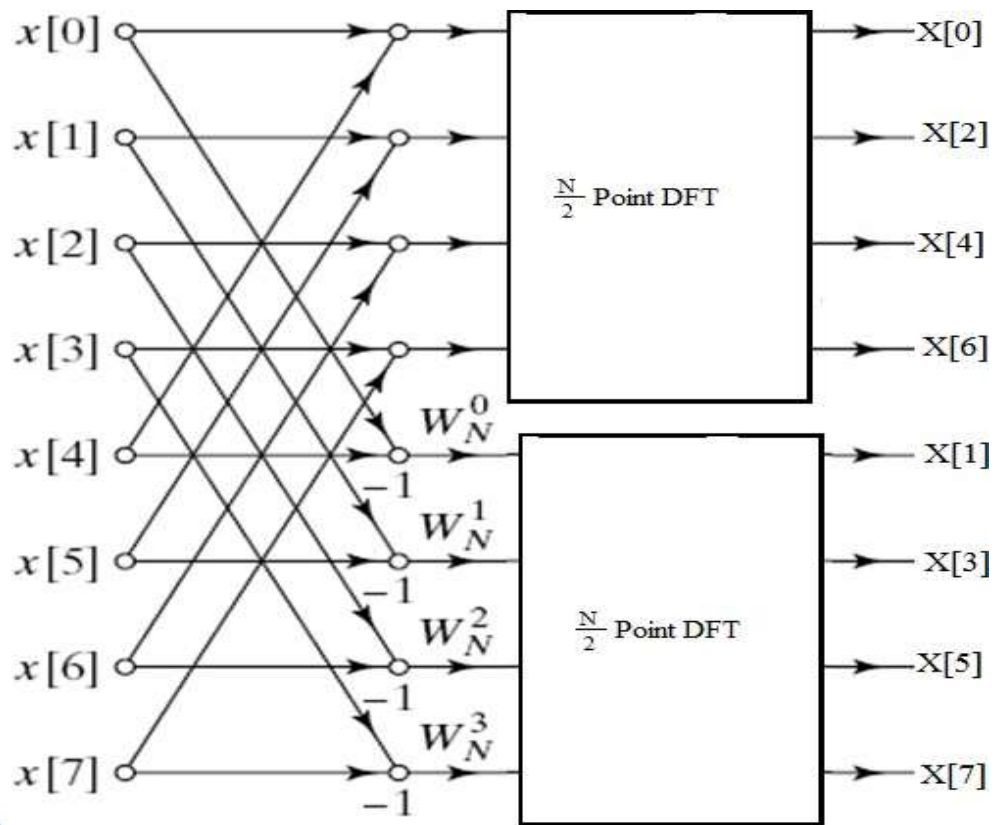 x[0] X[0]
x[1] X[2]
N/2 Point DFT
x[2] X[4]
x[3] X[6]
W_N^0
x[4] -1 X[1]
W_N^1
x[5] -1 X[3]
N/2 Point DFT
W_N^2
x[6] -1 X[5]
W_N^3
x[7] -1 X[7]